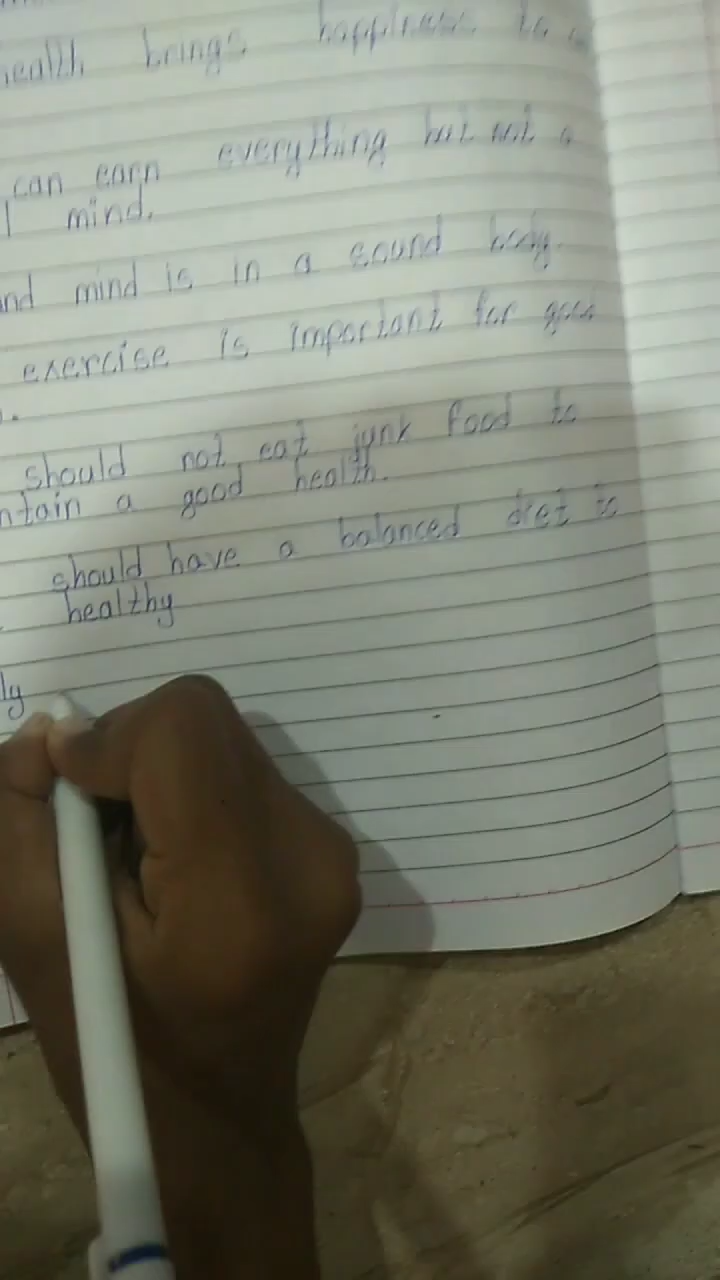 health brings happiness to a
can earn everything but not a
l mind.
nd mind is in a sound body.
exercise is important for good
.
should not eat junk food to
ntain a good health.
should have a balanced diet to
healthy
ly